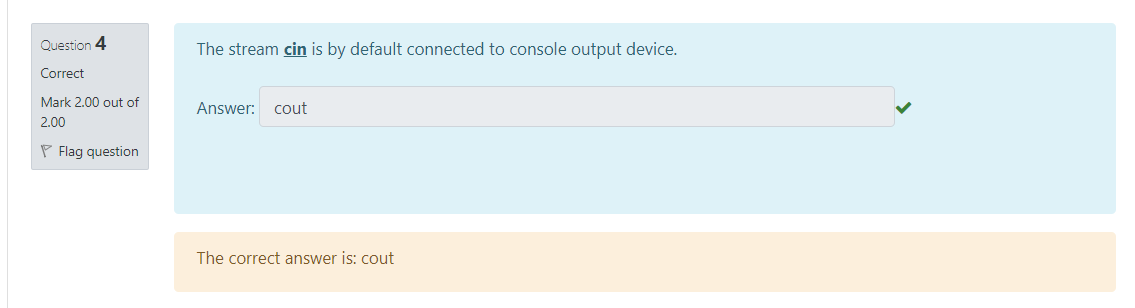 Question 4
Correct
Mark 2.00 out of
2.00
Flag question
The stream cin is by default connected to console output device.
Answer: cout
The correct answer is: cout